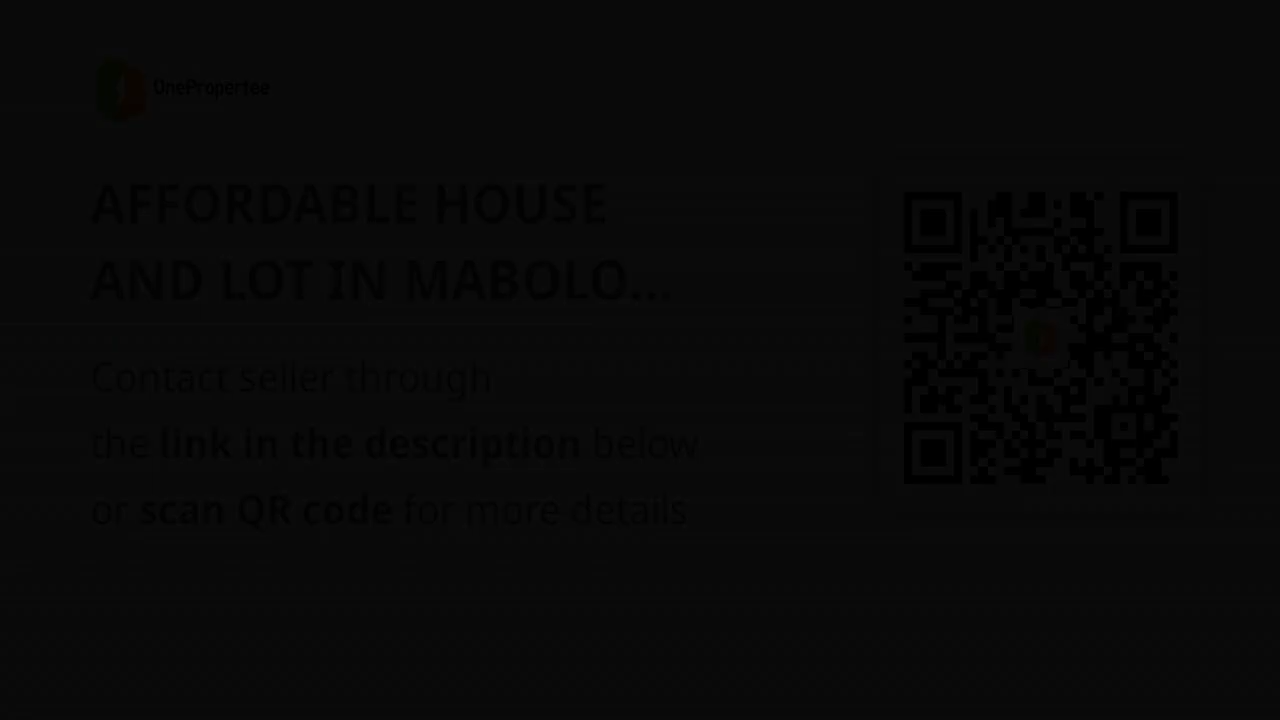 OnePropertee
AFFORDABLE HOUSE
AND LOT IN MABOLO...
Contact seller through
the link in the description below
or scan QR code for more details